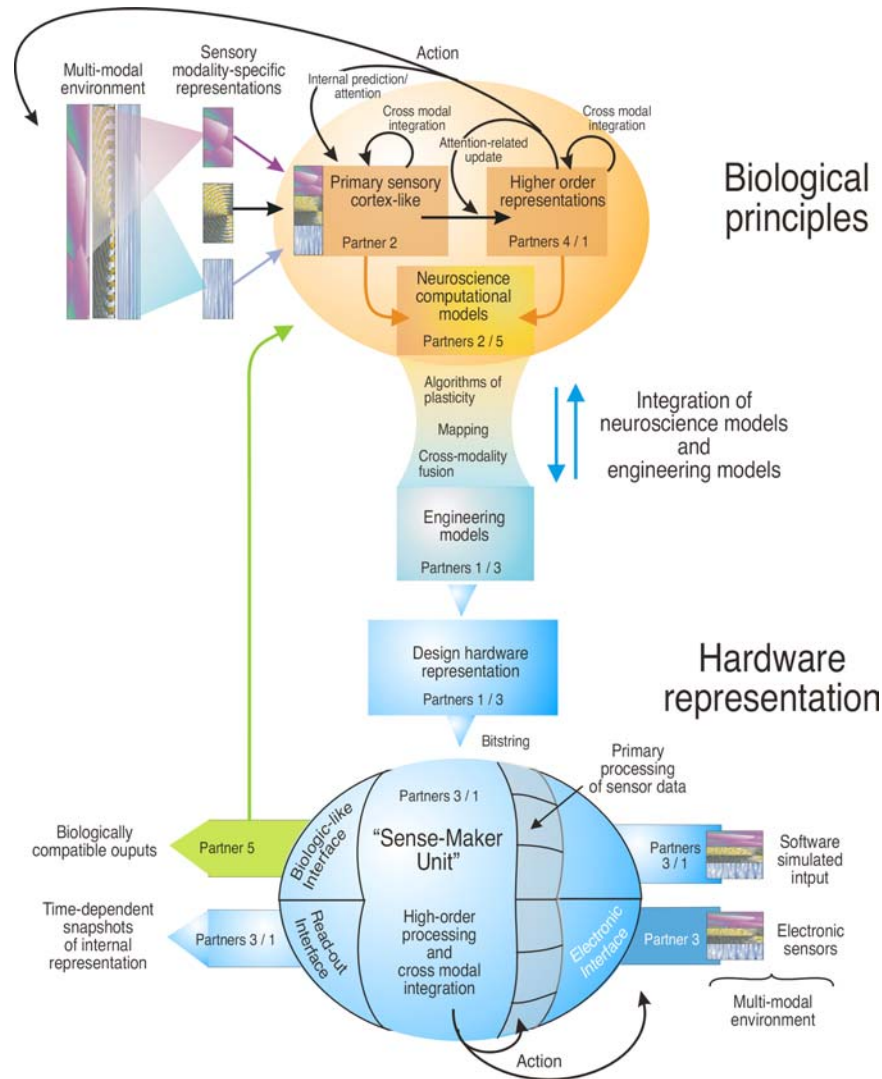 Action
Multi-modal
environment
Sensory
modality-specific
representations
Internal prediction/
attention
Cross modal
integration
Attention-related
update
Cross modal
integration
Primary sensory
cortex-like
Partner 2
Higher order
representations
Partners 4 / 1
Biological
principles
Neuroscience
computational
models
Partners 2 / 5
Algorithms of
plasticity
Mapping
Cross-modality
fusion
Integration of
neuroscience models
and
engineering models
Engineering
models
Partners 1 / 3
Design hardware
representation
Partners 1 / 3
Hardware
representation
Bitstring
Primary
processing
of sensor data
Partners 3 / 1
"Sense-Maker
Unit"
High-order
processing
and
cross modal
integration
Biologic-like
Interface
Read-out
Interface
Electronic Interface
Biologically
compatible ouputs
Partner 5
Time-dependent
snapshots
of internal
representation
Partners 3 / 1
Partners
3 / 1
Software
simulated
intput
Partner 3
Electronic
sensors
Multi-modal
environment
Action